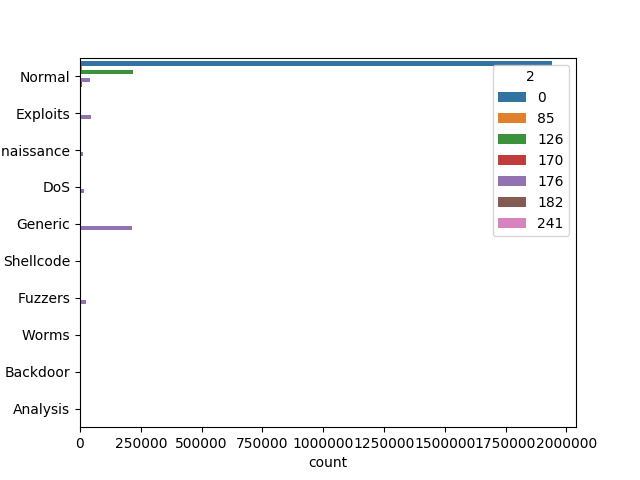 Normal
Exploits
naissance
DoS
Generic
Shellcode
Fuzzers
Worms
Backdoor
Analysis
2
0
85
126
170
176
182
241
0 250000 500000 750000 1000000 1250000 1500000 1750000 2000000
count